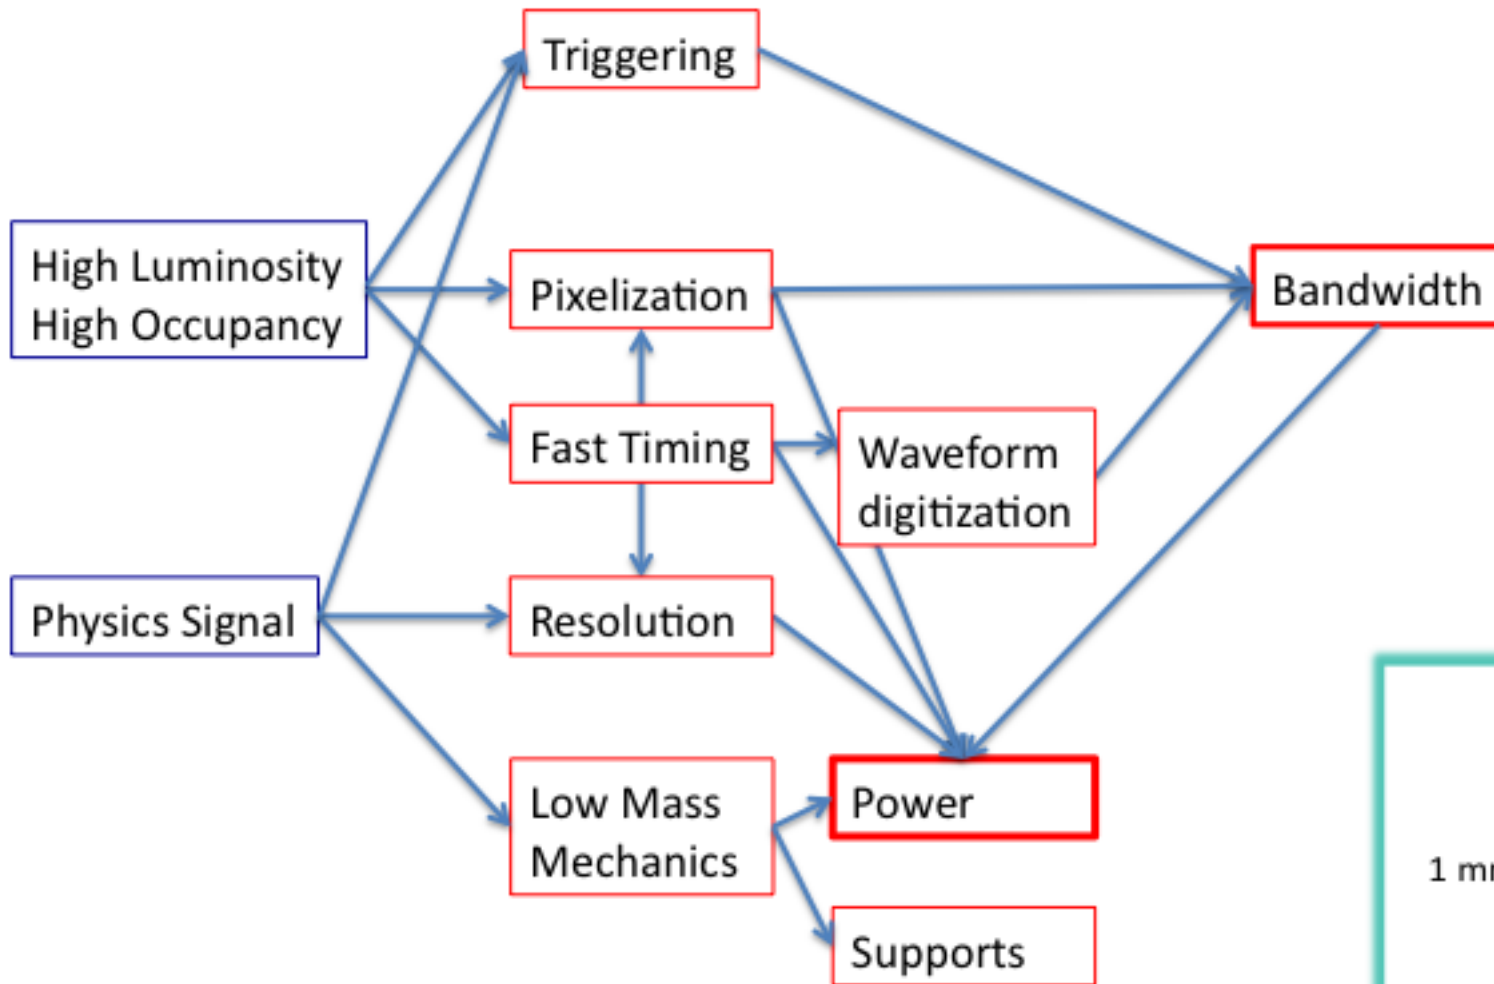 Triggering
High Luminosity
High Occupancy
Pixelization
Bandwidth
Fast Timing
Waveform
digitization
Physics Signal
Resolution
Low Mass
Mechanics
Power
1
Supports